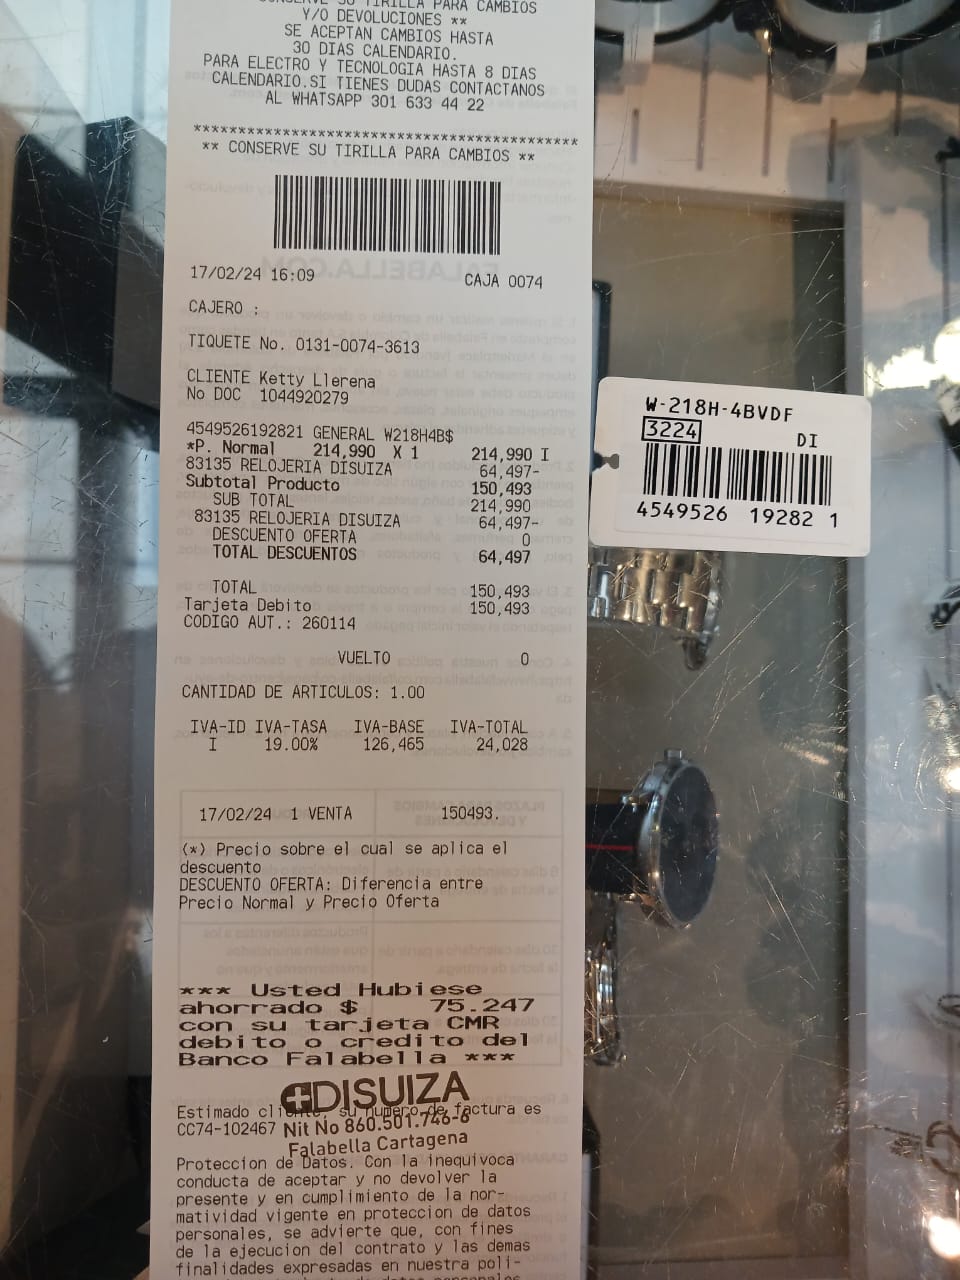 CONSERVE SU TIRILLA PARA CAMBIOS
Y/O DEVOLUCIONES **
SE ACEPTAN CAMBIOS HASTA
30 DIAS CALENDARIO.
PARA ELECTRO Y TECNOLOGIA HASTA 8 DIAS
CALENDARIO.SI TIENES DUDAS CONTACTANOS
AL WHATSAPP 301 633 44 22
*******************************************
** CONSERVE SU TIRILLA PARA CAMBIOS **
17/02/24 16:09 CAJA 0074
CAJERO :
TIQUETE No. 0131-0074-3613
CLIENTE Ketty Llerena
No DOC 1044920279
4549526192821 GENERAL W218H4B$
*P. Normal 214,990 X 1 214,990 I
83135 RELOJERIA DISUIZA 64,497-
Subtotal Producto 150,493
SUB TOTAL 214,990
83135 RELOJERIA DISUIZA 64,497-
DESCUENTO OFERTA 0
TOTAL DESCUENTOS 64,497
TOTAL 150,493
Tarjeta Debito 150,493
CODIGO AUT.: 260114
VUELTO 0
CANTIDAD DE ARTICULOS: 1.00
IVA-ID IVA-TASA IVA-BASE IVA-TOTAL
I 19.00% 126,465 24,028
17/02/24 1 VENTA 150493.
(*) Precio sobre el cual se aplica el
descuento
DESCUENTO OFERTA: Diferencia entre
Precio Normal y Precio Oferta
*** Usted Hubiese
ahorrado $ 75.247
con su tarjeta CMR
debito o credito del
Banco Falabella ***
DISUIZA
Estimado cliente, su numero de factura es
CC74-102467
Nit No 860.501.746-6
Falabella Cartagena
Proteccion de Datos. Con la inequivoca
conducta de aceptar y no devolver la
presente y en cumplimiento de la nor-
matividad vigente en proteccion de datos
personales, se advierte que, con fines
de la ejecucion del contrato y las demas
finalidades expresadas en nuestra poli-
W-218H-4BVDF
3224
DI
4549526 19282 1